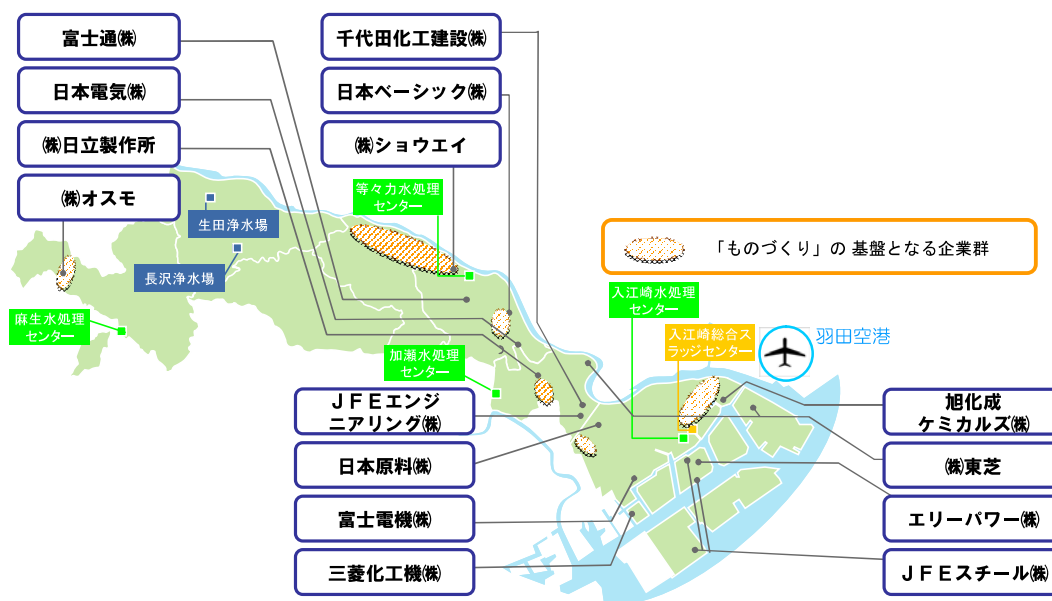 富士通㈱
日本電気㈱
㈱日立製作所
㈱オスモ
千代田化工建設㈱
日本ベーシック㈱
㈱ショウエイ
等々力水処理
センター
生田浄水場
長沢浄水場
麻生水処理
センター
「ものづくり」の 基盤となる企業群
入江崎水処理
センター
入江崎総合ス
ラッジセンター
羽田空港
加瀬水処理
センター
ＪＦＥエンジ
ニアリング㈱
日本原料㈱
富士電機㈱
三菱化工機㈱
旭化成
ケミカルズ㈱
㈱東芝
エリーパワー㈱
ＪＦＥスチール㈱